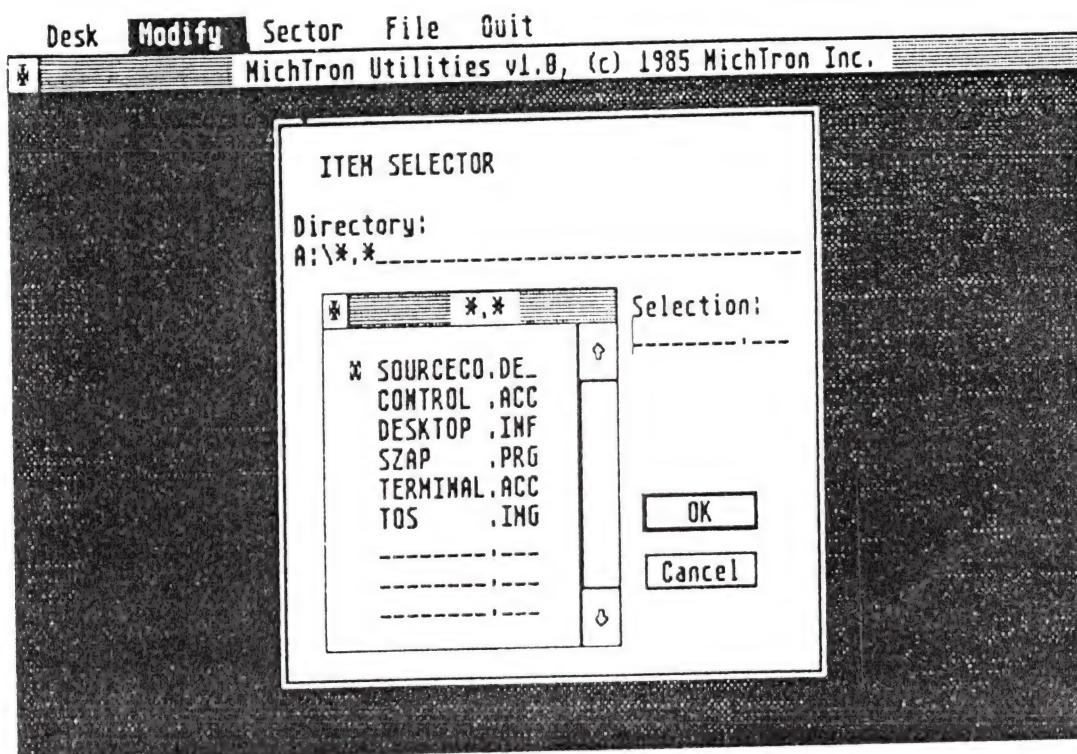 Desk Modify Sector File Quit
MichTron Utilities v1.0, (c) 1985 MichTron Inc.
ITEM SELECTOR
Directory:
A:\*.*
*.*
Selection:
SOURCECO.DE_
CONTROL .ACC
DESKTOP .INF
SZAP .PRG
TERMINAL.ACC
TOS .IMG
OK
Cancel